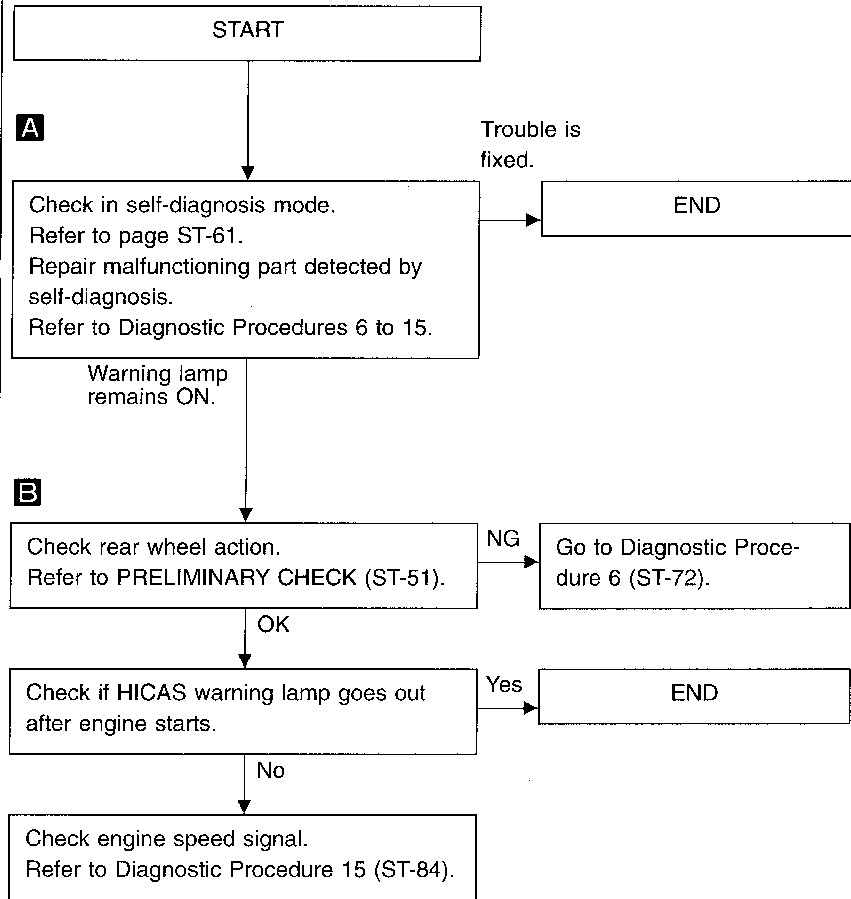 START
A
Trouble is
fixed.
Check in self-diagnosis mode.
Refer to page ST-61.
Repair malfunctioning part detected by
self-diagnosis.
Refer to Diagnostic Procedures 6 to 15.
END
Warning lamp
remains ON.
B
Check rear wheel action.
Refer to PRELIMINARY CHECK (ST-51).
NG
Go to Diagnostic Proce-
dure 6 (ST-72).
OK
Check if HICAS warning lamp goes out
after engine starts.
Yes
END
No
Check engine speed signal.
Refer to Diagnostic Procedure 15 (ST-84).